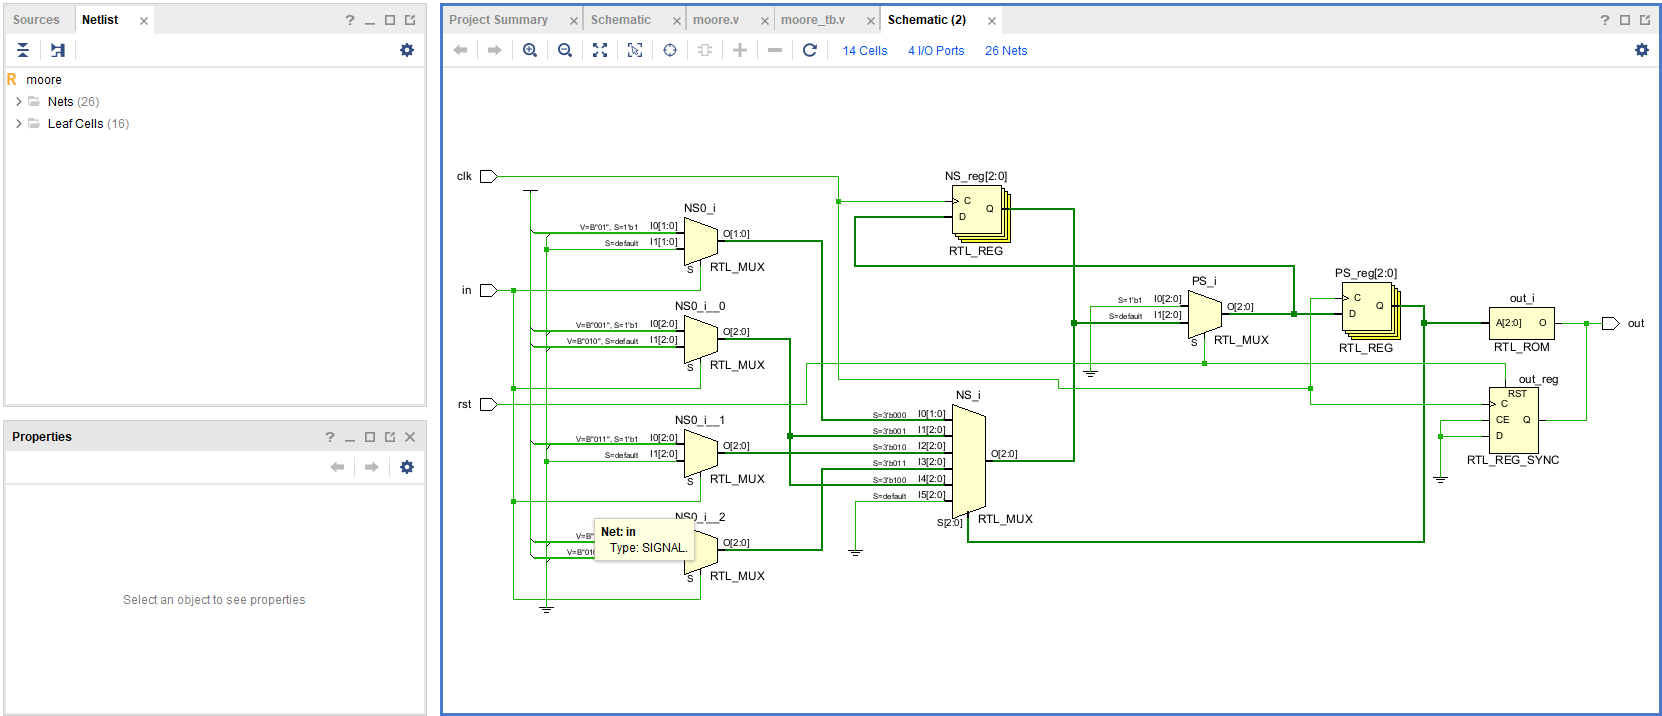 Sources
Netlist
moore
Nets (26)
Leaf Cells (16)
Properties
Select an object to see properties
Project Summary
Schematic
moore.v
moore_tb.v
Schematic (2)
14 Cells
4 I/O Ports
26 Nets
clk
in
rst
NS0_i
V=B"01", S=1'b1 I0[1:0]
S=default I1[1:0]
O[1:0]
S
RTL_MUX
NS0_i__0
V=B"001", S=1'b1 I0[2:0]
V=B"010", S=default I1[2:0]
O[2:0]
S
RTL_MUX
NS0_i__1
V=B"011", S=1'b1 I0[2:0]
S=default I1[2:0]
O[2:0]
S
RTL_MUX
NS0_i__2
V=B"
V=B"010
O[2:0]
S
RTL_MUX
Net: in
Type: SIGNAL.
NS_reg[2:0]
C
D
Q
RTL_REG
NS_i
S=3'b000 I0[1:0]
S=3'b001 I1[2:0]
S=3'b010 I2[2:0]
S=3'b011 I3[2:0]
S=3'b100 I4[2:0]
S=default I5[2:0]
O[2:0]
S[2:0]
RTL_MUX
PS_i
S=1'b1 I0[2:0]
S=default I1[2:0]
O[2:0]
S
RTL_MUX
PS_reg[2:0]
C
D
Q
RTL_REG
out_i
A[2:0] O
RTL_ROM
out
out_reg
RST
C
CE Q
D
RTL_REG_SYNC